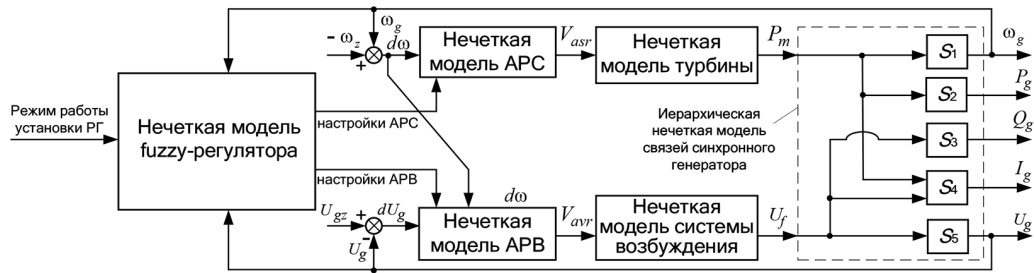 ω_g
- ω_z
+
dω
Нечеткая
модель АРС
V_asr
Нечеткая
модель турбины
P_m
S_1
ω_g
S_2
P_g
Режим работы
установки РГ
Нечеткая модель
fuzzy-регулятора
настройки АРС
Иерархическая
нечеткая модель
связей синхронного
генератора
S_3
Q_g
настройки АРВ
S_4
I_g
dω
U_gz
+
dU_g
-
U_g
Нечеткая
модель АРВ
V_avr
Нечеткая
модель системы
возбуждения
U_f
S_5
U_g